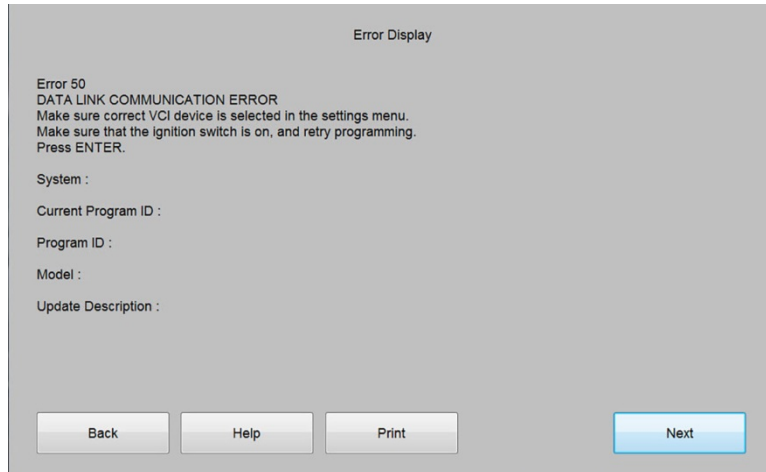 Error Display
Error 50
DATA LINK COMMUNICATION ERROR
Make sure correct VCI device is selected in the settings menu.
Make sure that the ignition switch is on, and retry programming.
Press ENTER.
System :
Current Program ID :
Program ID :
Model :
Update Description :
Back Help Print Next